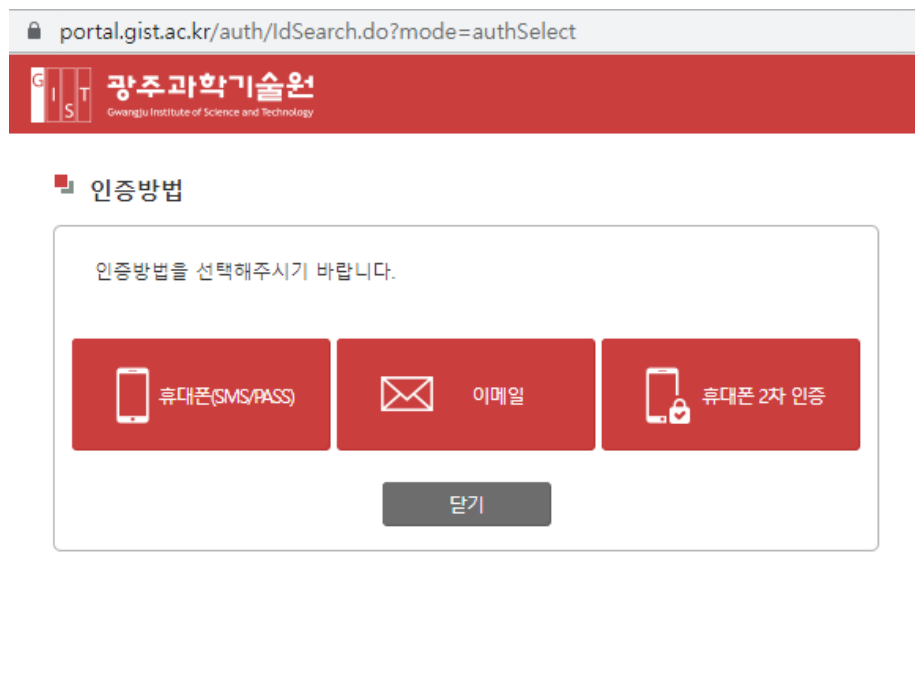 portal.gist.ac.kr/auth/IdSearch.do?mode=authSelect
G I S T
광주과학기술원
Gwangju Institute of Science and Technology
인증방법
인증방법을 선택해주시기 바랍니다.
휴대폰(SMS/PASS)
이메일
휴대폰 2차 인증
닫기